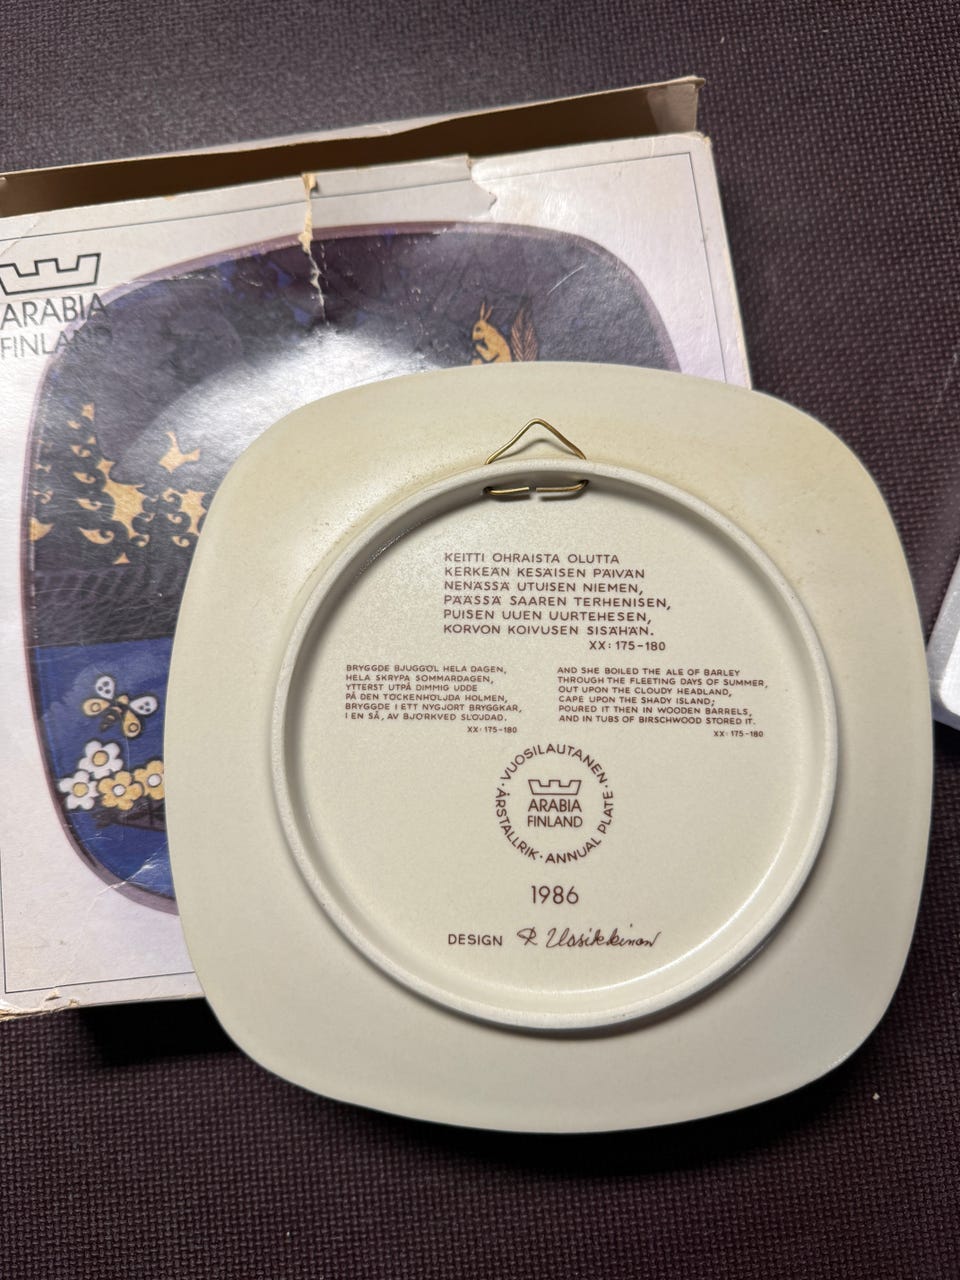 ARABIA
FINLAND
KEITTI OHRAISTA OLUTTA
KERKEÄN KESÄISEN PÄIVÄN
NENÄSSÄ UTUISEN NIEMEN,
PÄÄSSÄ SAAREN TERHENISEN,
PUISEN UUEN UURTEHESEN,
KORVON KOIVUSEN SISÄHÄN.
XX: 175-180
BRYGGDE BJUGGÖL HELA DAGEN,
HELA SKRYPA SOMMARDAGEN,
YTTERST UTPÅ DIMMIG UDDE
PÅ DEN TÖCKENHÖLJDA HOLMEN,
BRYGGDE I ETT NYGJORT BRYGGKAR,
I EN SÅ, AV BJÖRKVED SLÖJDAD.
XX: 175-180
AND SHE BOILED THE ALE OF BARLEY
THROUGH THE FLEETING DAYS OF SUMMER,
OUT UPON THE CLOUDY HEADLAND,
CAPE UPON THE SHADY ISLAND;
POURED IT THEN IN WOODEN BARRELS,
AND IN TUBS OF BIRSCHWOOD STORED IT.
XX: 175-180
· VUOSILAUTANEN · ANNUAL PLATE · ÅRSTALLRIK
ARABIA
FINLAND
1986
DESIGN R. Uosikkinen